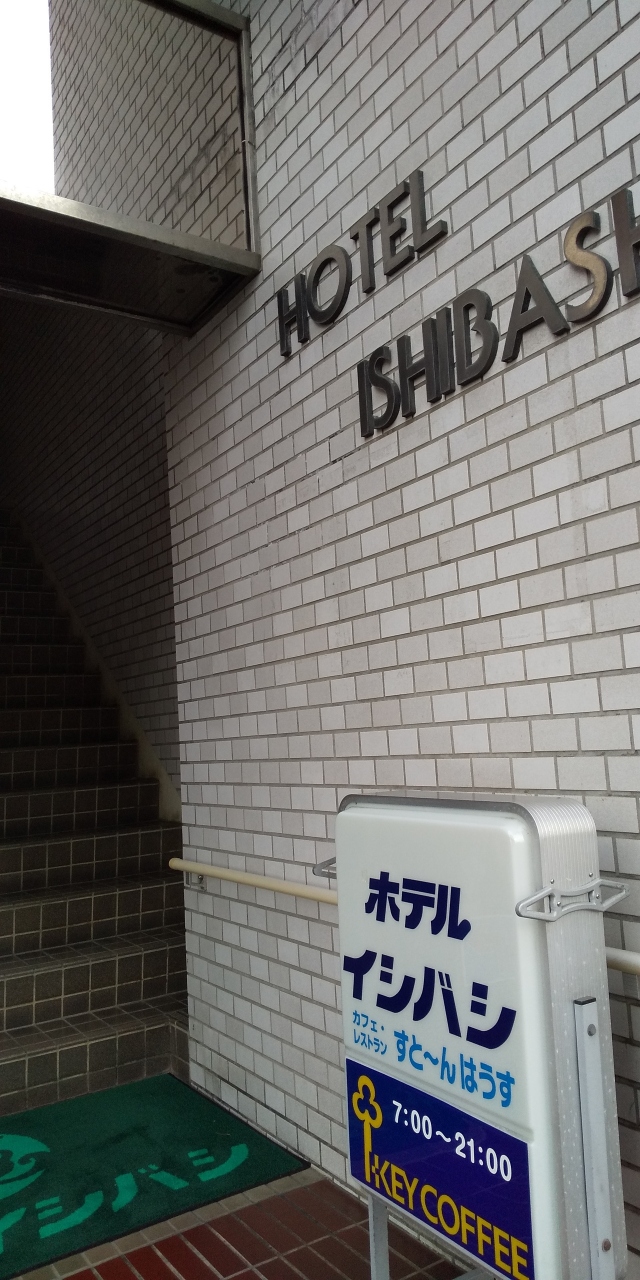 HOTEL
ISHIBASH
ホテル
イシバシ
カフェ・
レストラン
すと〜んはうす
7:00〜21:00
KEY COFFEE
イシバシ